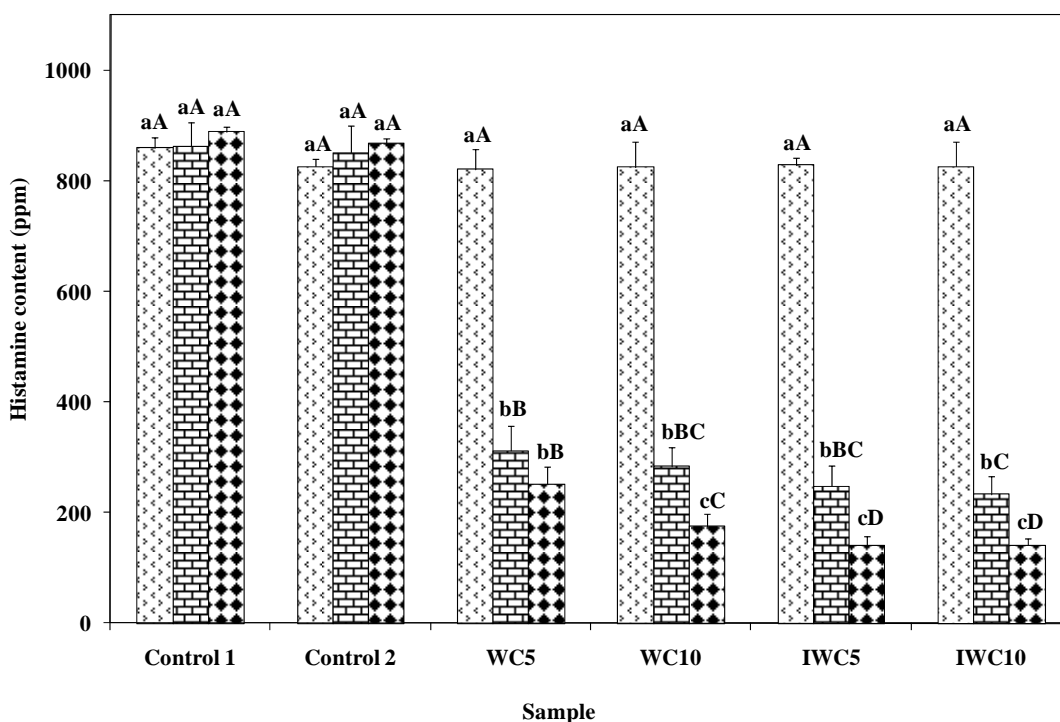 1000
800
600
400
200
0
Histamine content (ppm)
aA aA aA
aA aA aA
aA bB bB
aA bBC cC
aA bBC cD
aA bC cD
Control 1 Control 2 WC5 WC10 IWC5 IWC10
Sample